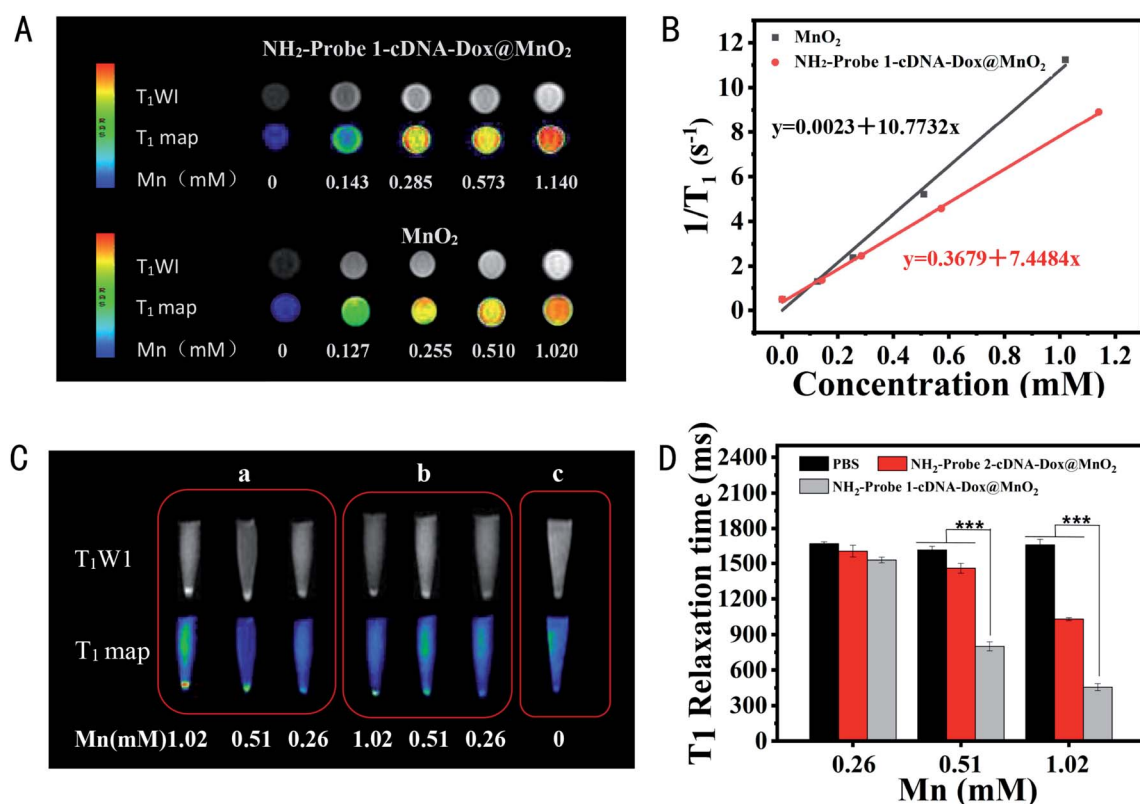 A
NH₂-Probe 1-cDNA-Dox@MnO₂
T₁WI
T₁ map
Mn（mM） 0 0.143 0.285 0.573 1.140
MnO₂
T₁WI
T₁ map
Mn（mM） 0 0.127 0.255 0.510 1.020
B
12
10
8
6
4
2
0
1/T₁ (s⁻¹)
MnO₂
NH₂-Probe 1-cDNA-Dox@MnO₂
y=0.0023+10.7732x
y=0.3679+7.4484x
0.0 0.2 0.4 0.6 0.8 1.0 1.2
Concentration (mM)
C
a b c
T₁W1
T₁ map
Mn(mM) 1.02 0.51 0.26 1.02 0.51 0.26 0
D
T1 Relaxation time (ms)
2400
2100
1800
1500
1200
900
600
300
0
PBS NH₂-Probe 2-cDNA-Dox@MnO₂
NH₂-Probe 1-cDNA-Dox@MnO₂
*** ***
0.26 0.51 1.02
Mn (mM)